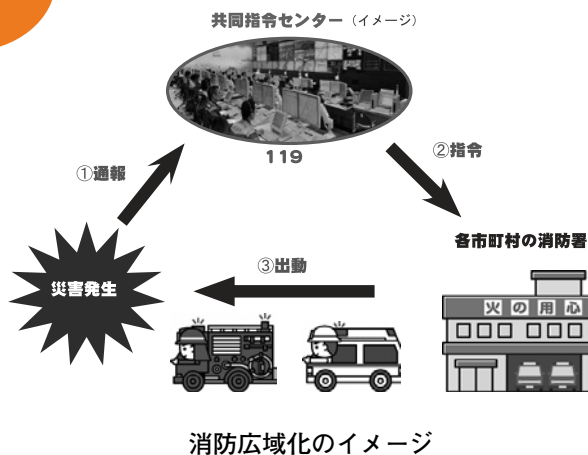 共同指令センター（イメージ）
119
①通報
②指令
各市町村の消防署
災害発生
③出動
火の用心
消防広域化のイメージ